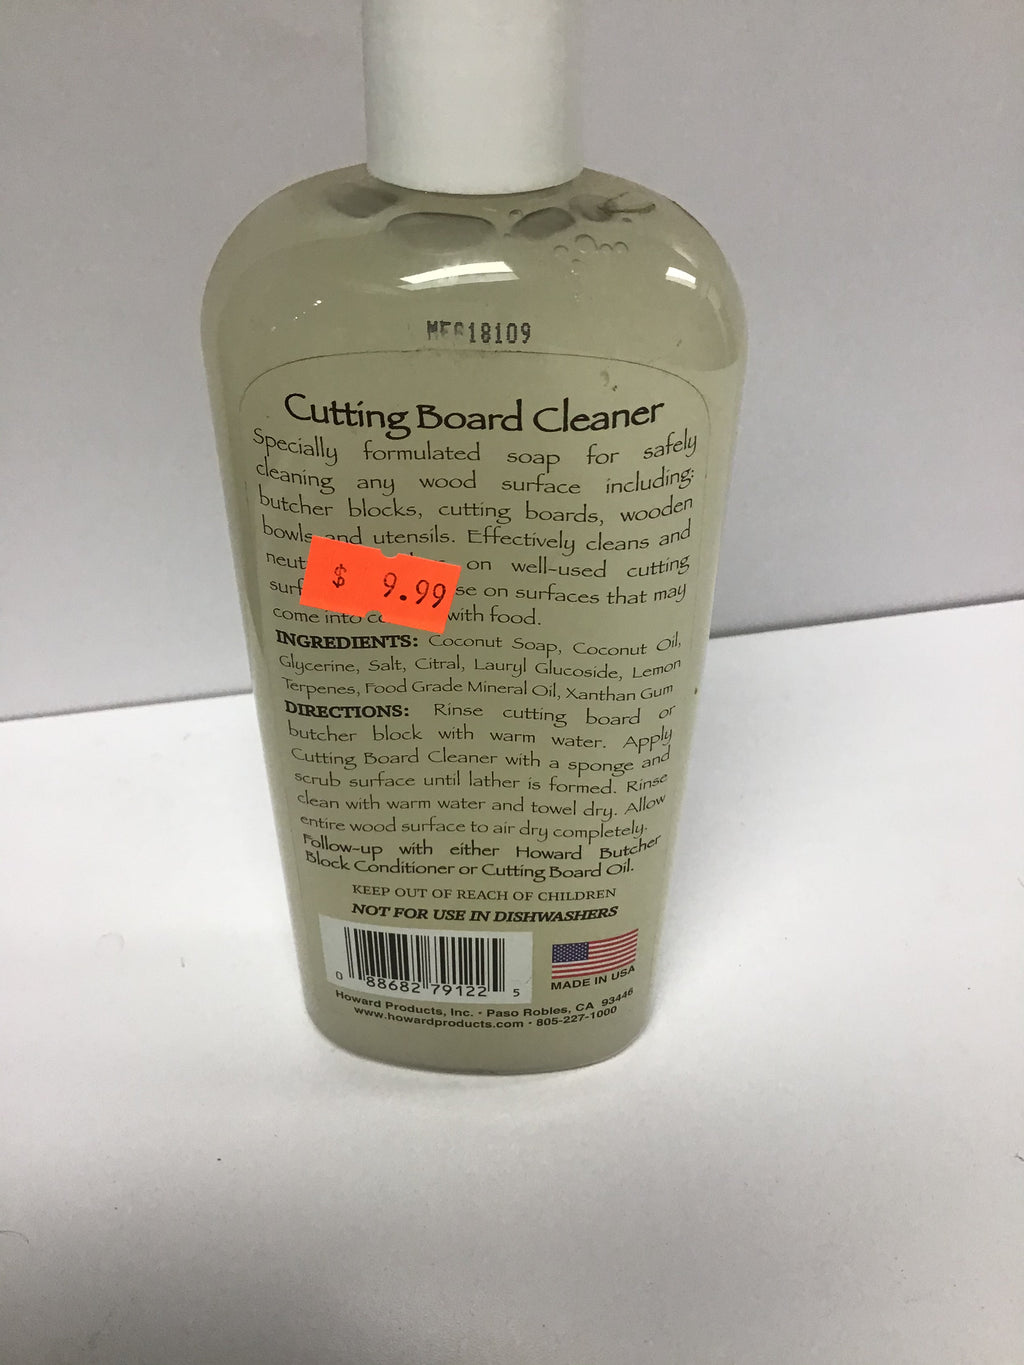 18109
Cutting Board Cleaner
Specially formulated soap for safely
cleaning any wood surface including:
butcher blocks, cutting boards, wooden
bowls and utensils. Effectively cleans and
on well-used cutting
$ 9.99
on surfaces that may
come into with food.
INGREDIENTS: Coconut Soap, Coconut Oil,
Glycerine, Salt, Citral, Lauryl Glucoside, Lemon
Terpenes, Food Grade Mineral Oil, Xanthan Gum
DIRECTIONS: Rinse cutting board or
butcher block with warm water. Apply
Cutting Board Cleaner with a sponge and
scrub surface until lather is formed. Rinse
clean with warm water and towel dry. Allow
entire wood surface to air dry completely.
Follow-up with either Howard Butcher
Block Conditioner or Cutting Board Oil.
KEEP OUT OF REACH OF CHILDREN
NOT FOR USE IN DISHWASHERS
0 88682 79122 5
MADE IN USA
Howard Products, Inc. • Paso Robles, CA 93446
www.howardproducts.com • 805-227-1000